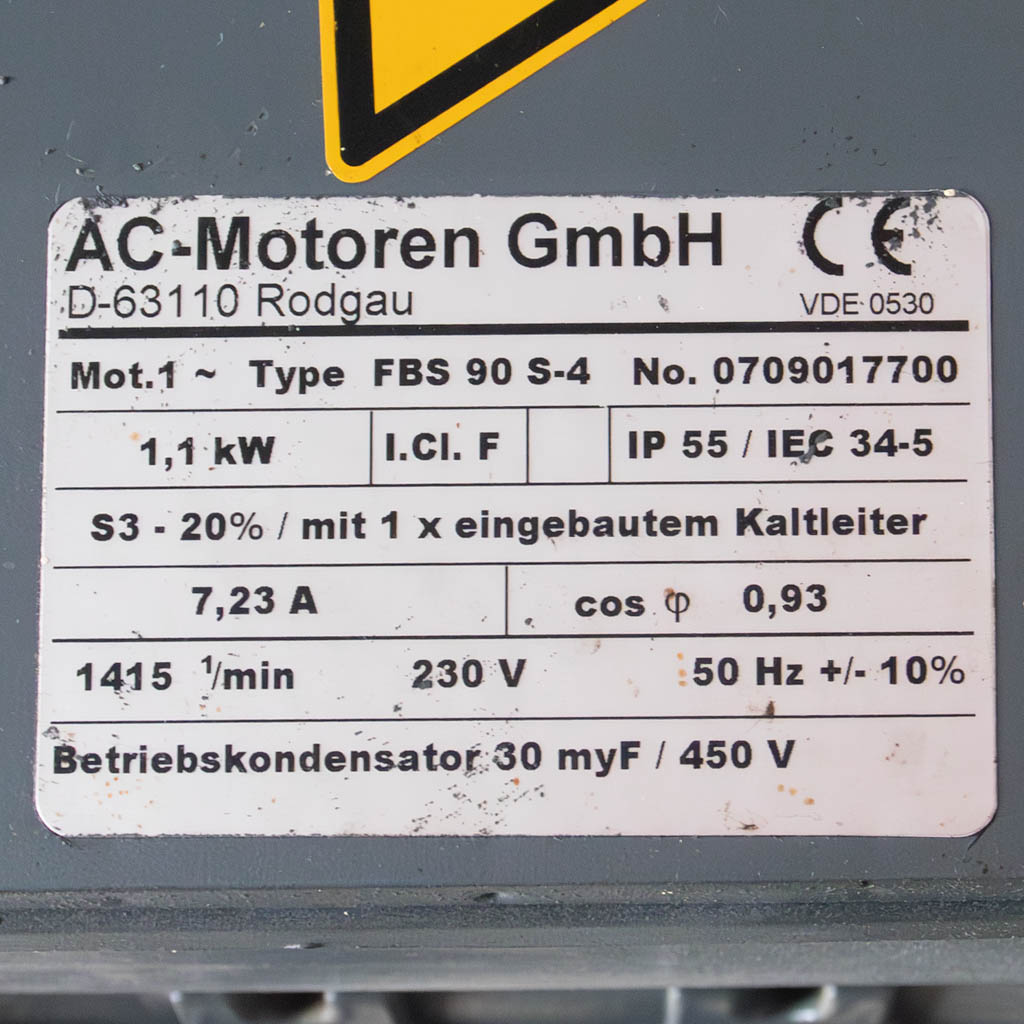 AC-Motoren GmbH CE
D-63110 Rodgau VDE 0530
Mot.1 ~ Type FBS 90 S-4 No. 0709017700
1,1 kW I.Cl. F IP 55 / IEC 34-5
S3 - 20% / mit 1 x eingebautem Kaltleiter
7,23 A cos φ 0,93
1415 ¹/min 230 V 50 Hz +/- 10%
Betriebskondensator 30 myF / 450 V